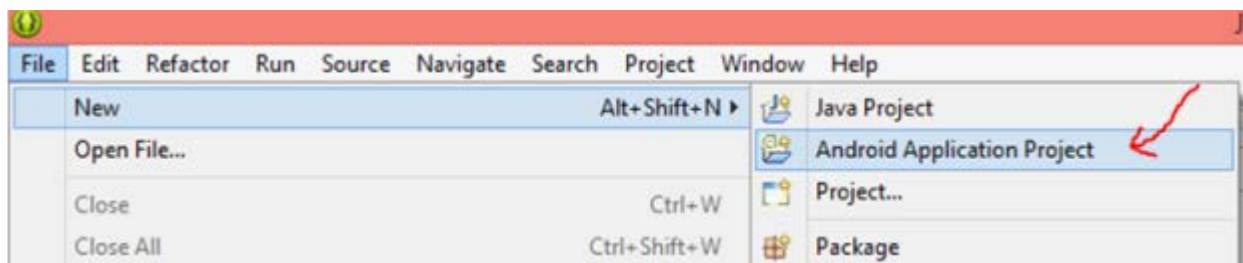 File Edit Refactor Run Source Navigate Search Project Window Help
New Alt+Shift+N
Java Project
Open File...
Android Application Project
Project...
Close Ctrl+W
Close All Ctrl+Shift+W
Package